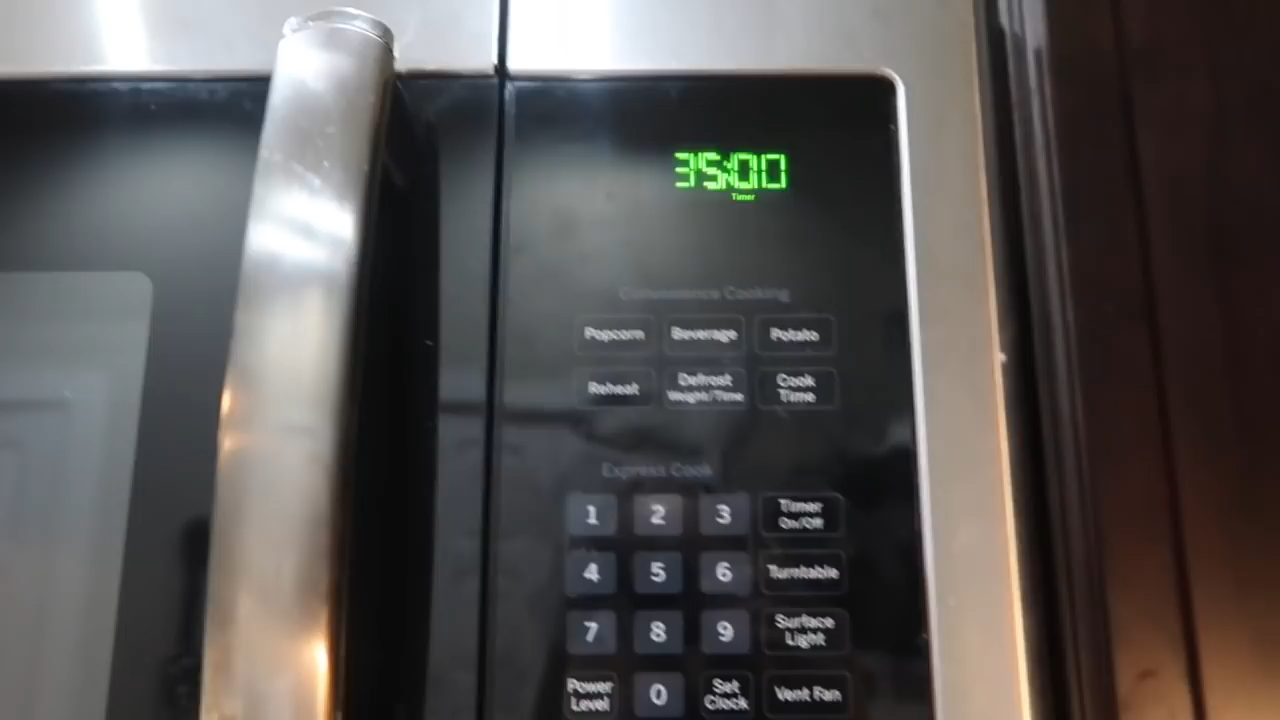 35:00
Timer
Convenience Cooking
Popcorn Beverage Potato
Reheat Defrost Weight/Time Cook Time
Express Cook
1 2 3 Timer On/Off
4 5 6 Turntable
7 8 9 Surface Light
Power Level 0 Set Clock Vent Fan